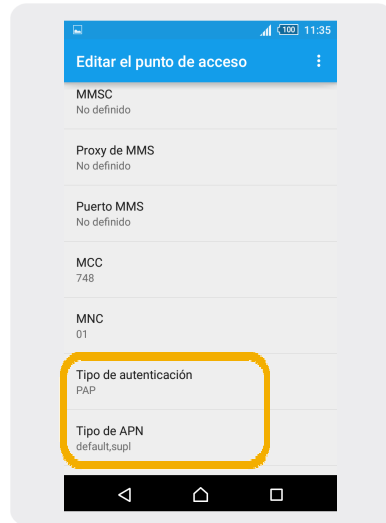 100 11:35
Editar el punto de acceso
MMSC
No definido
Proxy de MMS
No definido
Puerto MMS
No definido
MCC
748
MNC
01
Tipo de autenticación
PAP
Tipo de APN
default,supl